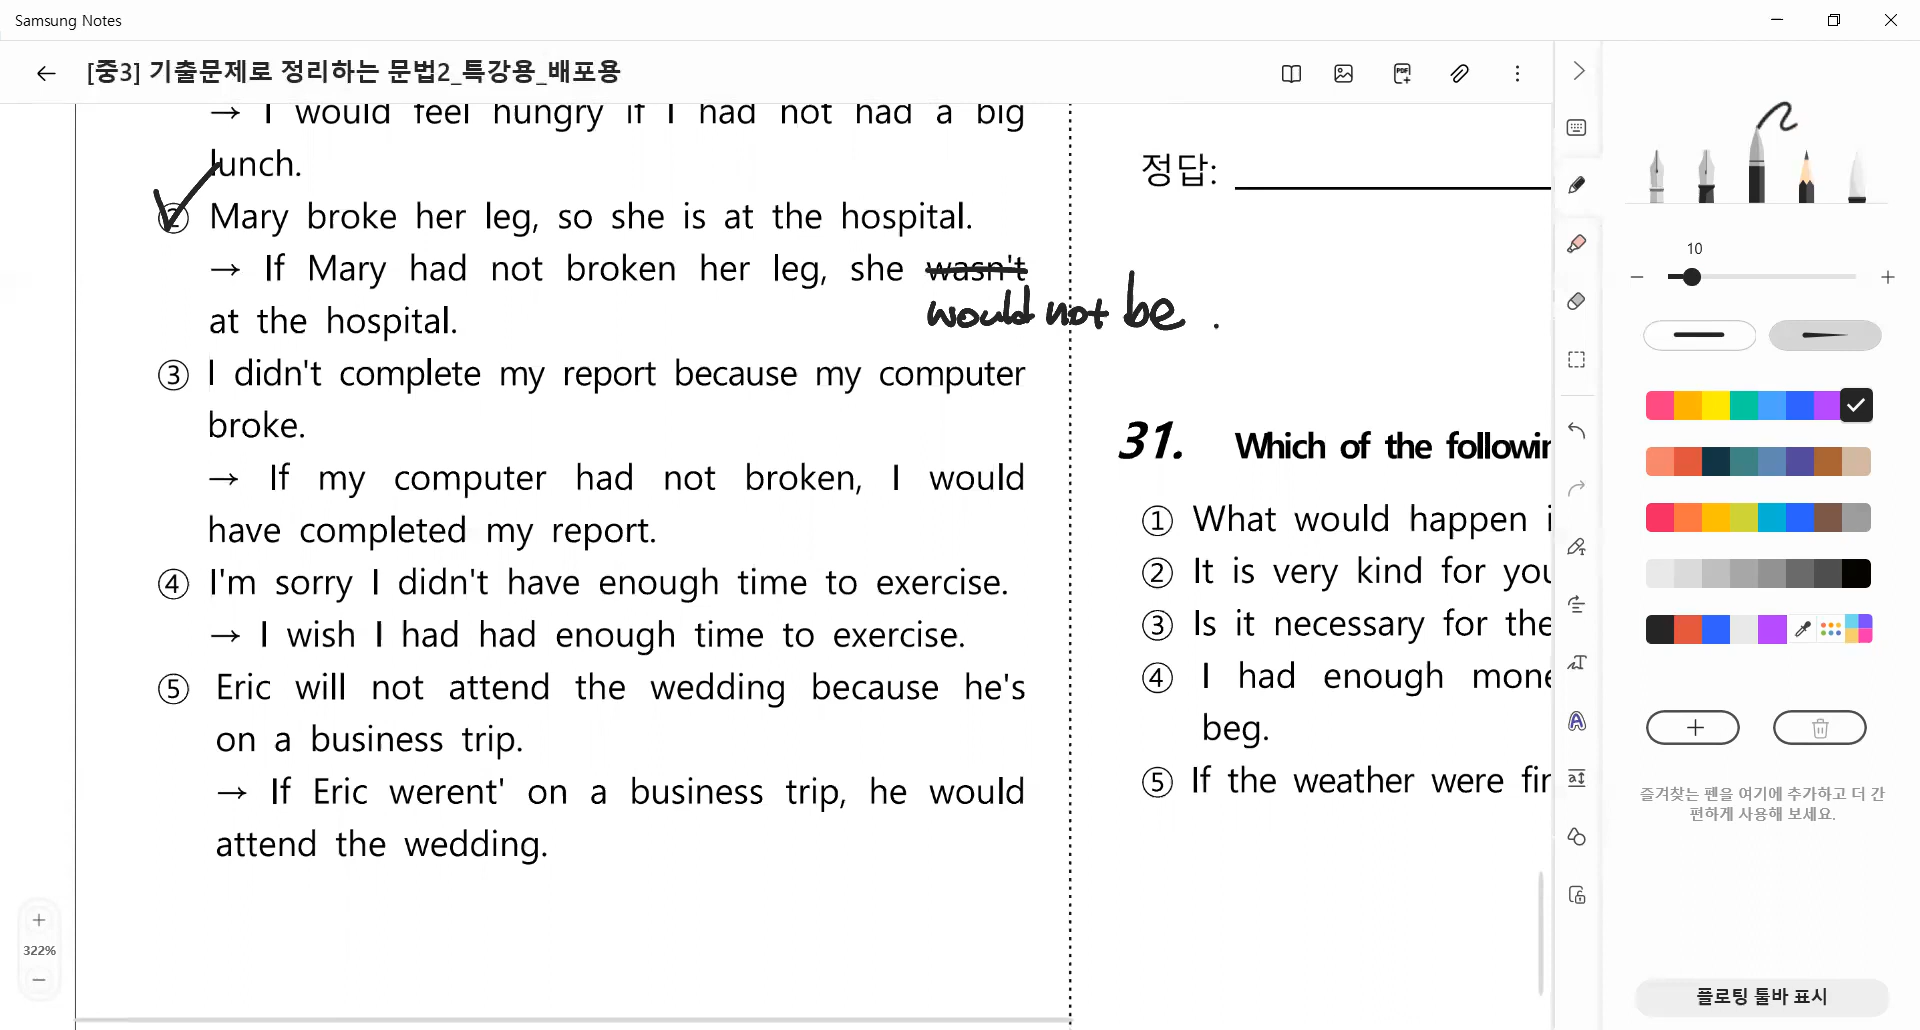 Samsung Notes
[중3] 기출문제로 정리하는 문법2_특강용_배포용
→ I would feel hungry if I had not had a big
lunch.
② Mary broke her leg, so she is at the hospital.
→ If Mary had not broken her leg, she wasn't
would not be .
at the hospital.
③ I didn't complete my report because my computer
broke.
→ If my computer had not broken, I would
have completed my report.
④ I'm sorry I didn't have enough time to exercise.
→ I wish I had had enough time to exercise.
⑤ Eric will not attend the wedding because he's
on a business trip.
→ If Eric werent' on a business trip, he would
attend the wedding.
정답:
31. Which of the followin
① What would happen i
② It is very kind for you
③ Is it necessary for the
④ I had enough mone
beg.
⑤ If the weather were fin
PDF
10
즐겨찾는 펜을 여기에 추가하고 더 간
편하게 사용해 보세요.
플로팅 툴바 표시
322%